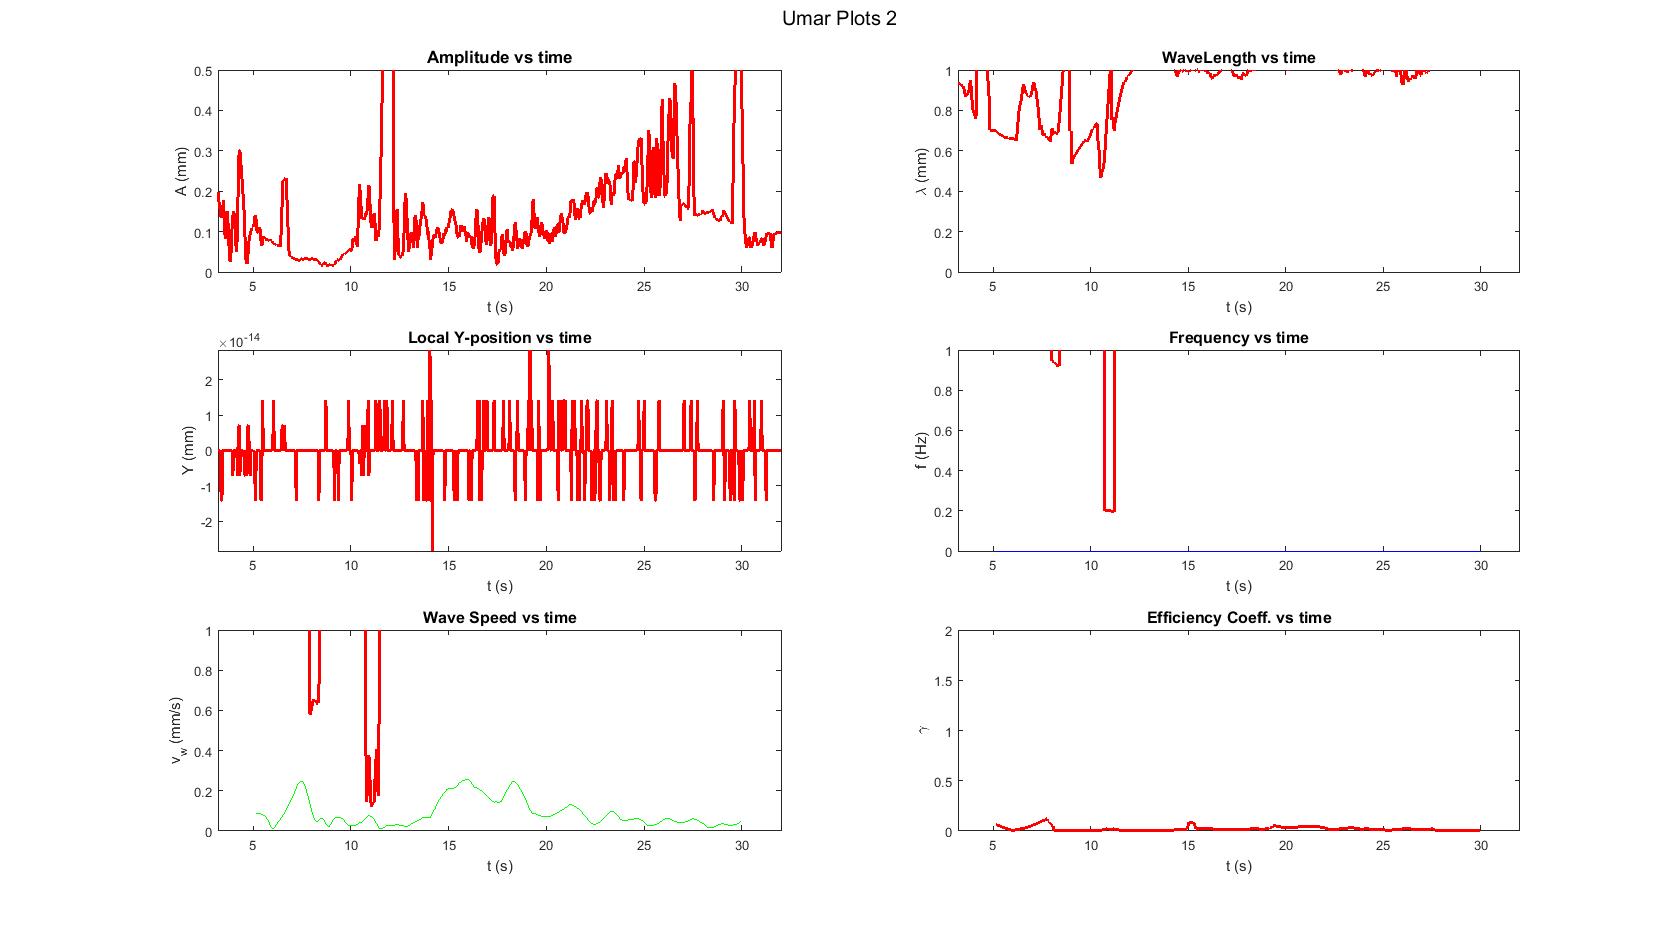 Umar Plots 2
Amplitude vs time
0.5
0.4
0.3
0.2
0.1
0
A (mm)
5 10 15 20 25 30
t (s)
WaveLength vs time
1
0.8
0.6
0.4
0.2
0
λ (mm)
5 10 15 20 25 30
t (s)
Local Y-position vs time
×10-14
2
1
0
-1
-2
Y (mm)
5 10 15 20 25 30
t (s)
Frequency vs time
1
0.8
0.6
0.4
0.2
0
f (Hz)
5 10 15 20 25 30
t (s)
Wave Speed vs time
1
0.8
0.6
0.4
0.2
0
vw (mm/s)
5 10 15 20 25 30
t (s)
Efficiency Coeff. vs time
2
1.5
1
0.5
0
γ
5 10 15 20 25 30
t (s)